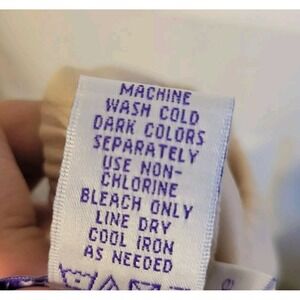 MACHINE
WASH COLD
DARK COLORS
SEPARATELY
USE NON-
CHLORINE
BLEACH ONLY
LINE DRY
COOL IRON
AS NEEDED